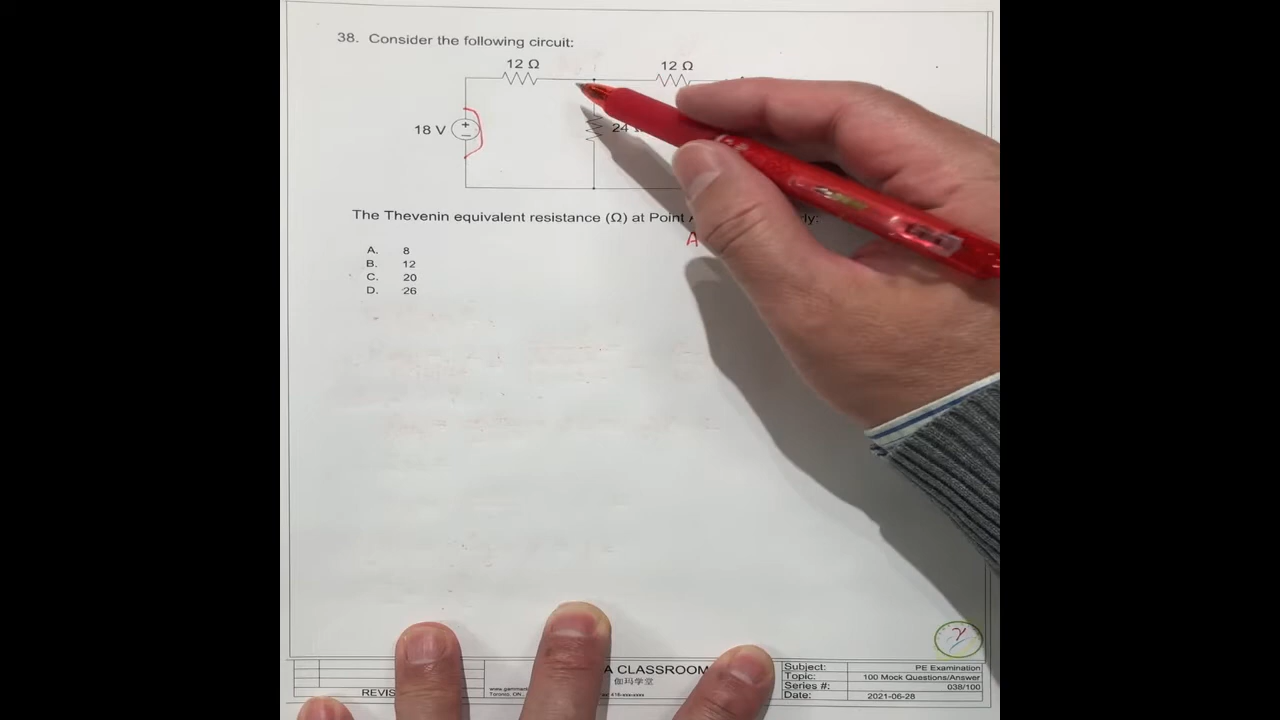 38. Consider the following circuit:
12 Ω 12 Ω
18 V + − 24
The Thevenin equivalent resistance (Ω) at Point
A
A. 8
B. 12
C. 20
D. 26
γ
A CLASSROOM
伽玛学堂
Subject: PE Examination
Topic: 100 Mock Questions/Answer
Series #: 038/100
Date: 2021-06-28
REVIS
Toronto, ON